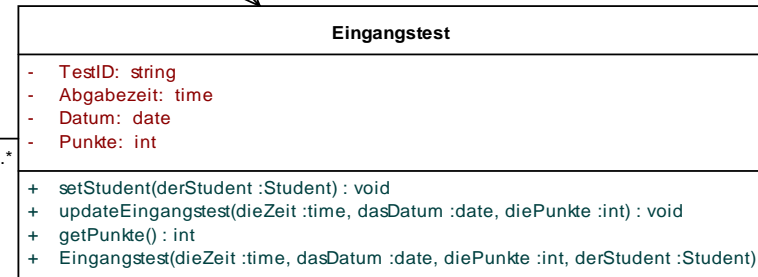 Eingangstest
- TestID: string
- Abgabezeit: time
- Datum: date
- Punkte: int
.*
+ setStudent(derStudent :Student) : void
+ updateEingangstest(dieZeit :time, dasDatum :date, diePunkte :int) : void
+ getPunkte() : int
+ Eingangstest(dieZeit :time, dasDatum :date, diePunkte :int, derStudent :Student)